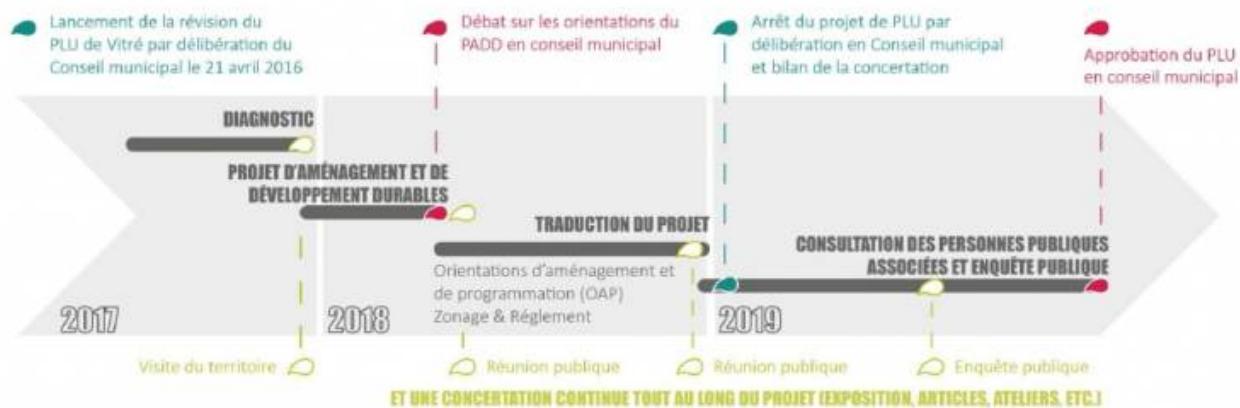 Lancement de la révision du
PLU de Vitré par délibération du
Conseil municipal le 21 avril 2016
Débat sur les orientations du
PADD en conseil municipal
Arrêt du projet de PLU par
délibération en Conseil municipal
et bilan de la concertation
Approbation du PLU
en conseil municipal
DIAGNOSTIC
PROJET D'AMÉNAGEMENT ET DE
DÉVELOPPEMENT DURABLES
TRADUCTION DU PROJET
Orientations d'aménagement et
de programmation (OAP)
Zonage & Réglement
CONSULTATION DES PERSONNES PUBLIQUES
ASSOCIÉES ET ENQUÊTE PUBLIQUE
2017
2018
2019
Visite du territoire
Réunion publique
Réunion publique
Enquête publique
ET UNE CONCERTATION CONTINUE TOUT AU LONG DU PROJET (EXPOSITION, ARTICLES, ATELIERS, ETC.)